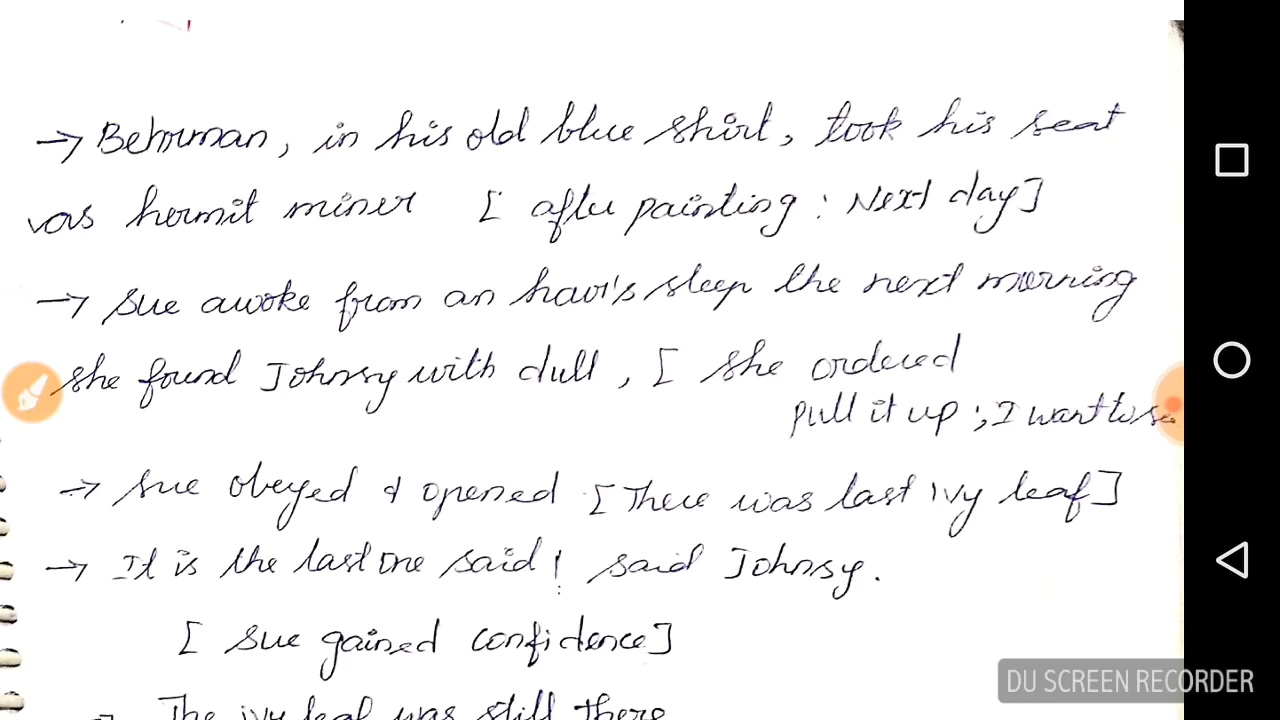 → Behrman, in his old blue shirt, took his seat
as hermit miner [after painting : Next day]
→ Sue awoke from an hour's sleep the next morning
she found Johnsy with dull, [she ordered
pull it up :, I want to se
→ Sue obeyed & opened [There was last ivy leaf]
→ It is the last one said! said Johnsy.
[sue gained confidence]
→ The ivy leaf was still there
DU SCREEN RECORDER